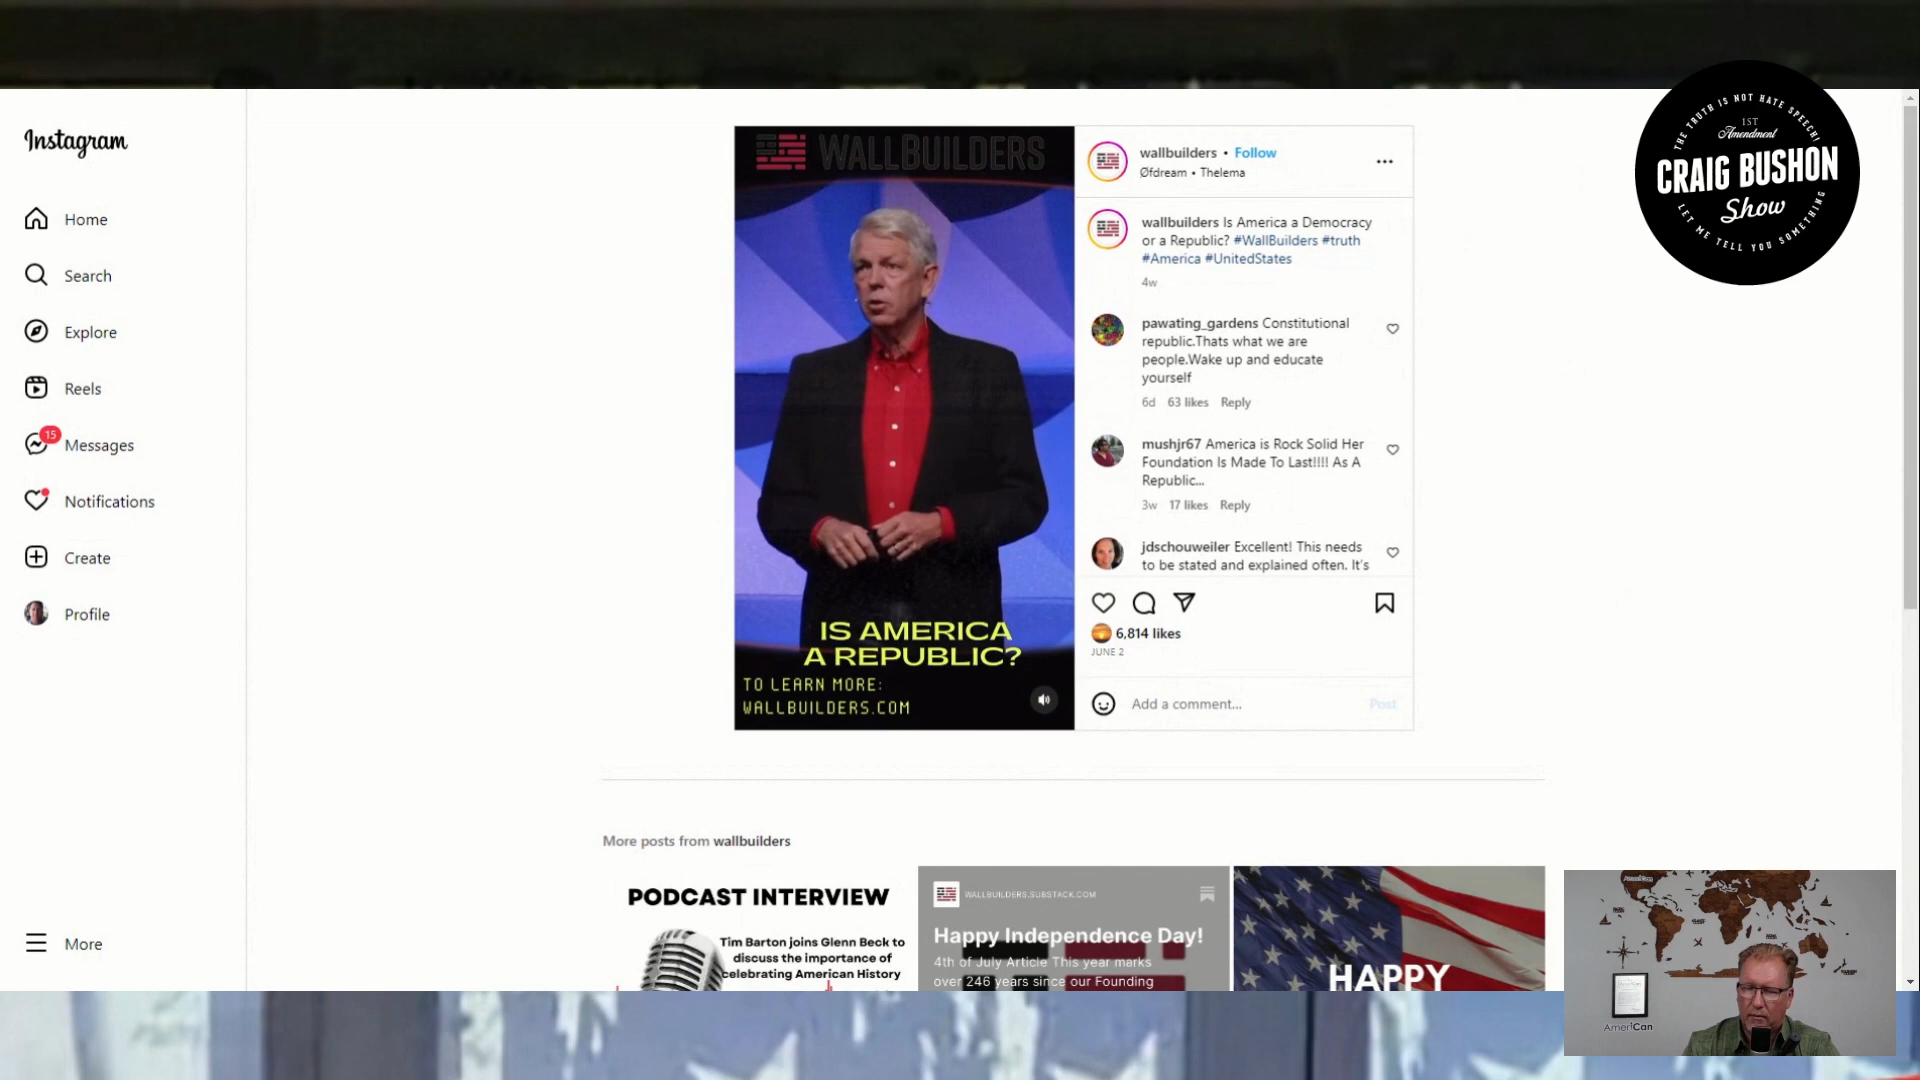 Instagram
Home
Search
Explore
Reels
15
Messages
Notifications
Create
Profile
More
WALLBUILDERS
IS AMERICA
A REPUBLIC?
TO LEARN MORE:
WALLBUILDERS.COM
wallbuilders • Follow
Øfdream • Thelema
wallbuilders Is America a Democracy
or a Republic? #WallBuilders #truth
#America #UnitedStates
4w
pawating_gardens Constitutional
republic.Thats what we are
people.Wake up and educate
yourself
6d 63 likes Reply
mushjr67 America is Rock Solid Her
Foundation Is Made To Last!!!! As A
Republic...
3w 17 likes Reply
jdschouweiler Excellent! This needs
to be stated and explained often. It's
6,814 likes
JUNE 2
Add a comment...
Post
More posts from wallbuilders
PODCAST INTERVIEW
Tim Barton joins Glenn Beck to
discuss the importance of
celebrating American History
WALLBUILDERS.SUBSTACK.COM
Happy Independence Day!
4th of July Article This year marks
over 246 years since our Founding
HAPPY
THE TRUTH IS NOT HATE SPEECH!
1ST
Amendment
CRAIG BUSHON
Show
LET ME TELL YOU SOMETHING
AmeriCan